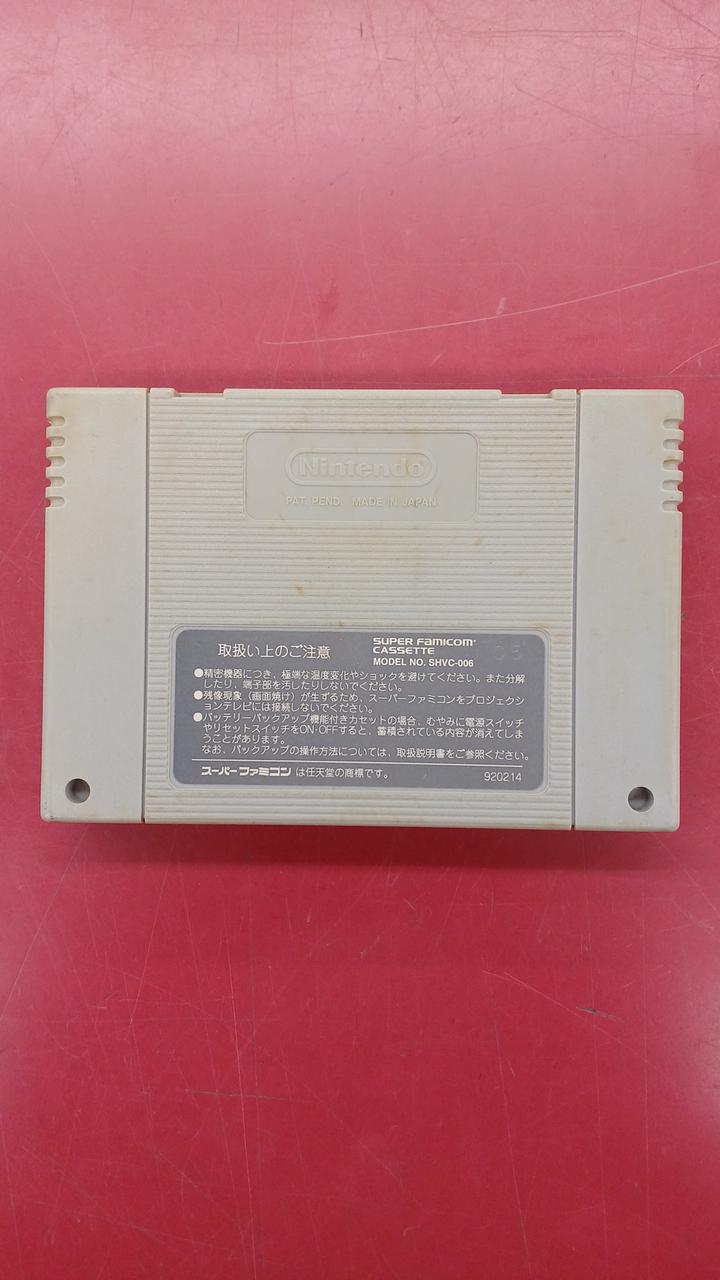 Nintendo
PAT. PEND. MADE IN JAPAN
取扱い上のご注意
SUPER FAMICOM
CASSETTE
MODEL NO. SHVC-006
05
●精密機器につき、極端な温度変化やショックを避けてください。また分解
したり、端子部を汚したりしないでください。
●残像現象（画面焼け）が生ずるため、スーパーファミコンをプロジェクシ
ョンテレビには接続しないでください。
●バッテリーバックアップ機能付きカセットの場合、むやみに電源スイッチ
やリセットスイッチをON・OFFすると、蓄積されている内容が消えてしま
うことがあります。
なお、バックアップの操作方法については、取扱説明書をご参照ください。
スーパーファミコン は任天堂の商標です。
920214